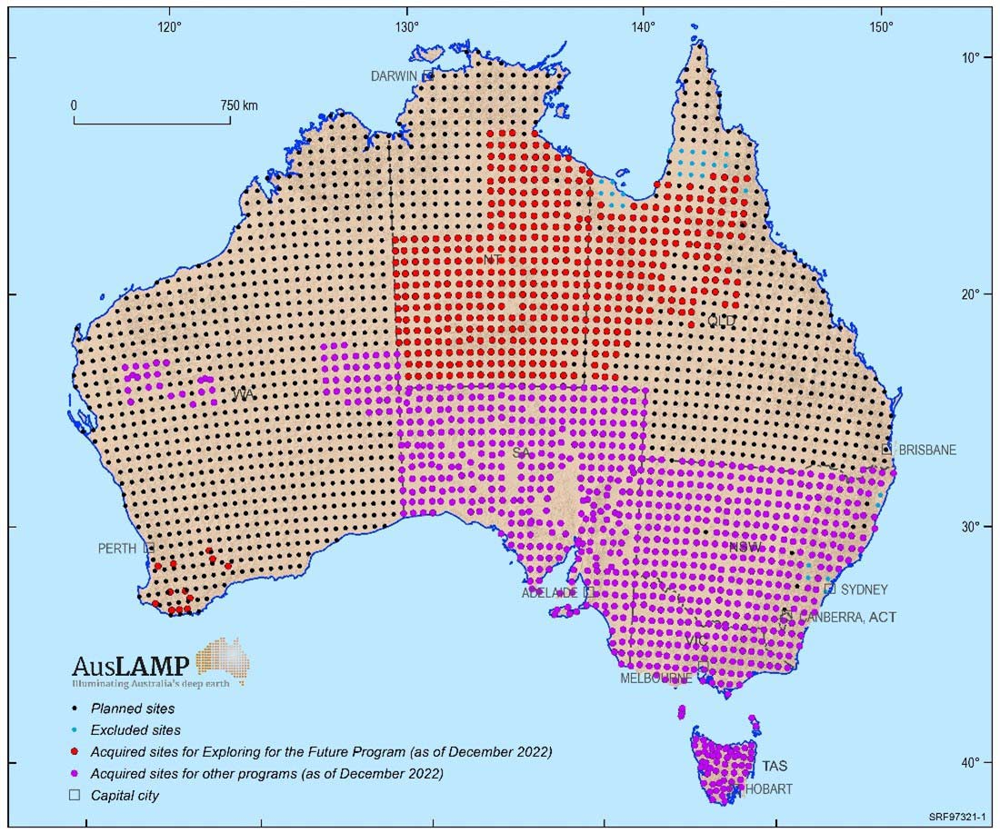 120° 130° 140° 150°
10°
DARWIN
0 750 km
NT
20°
QLD
WA
BRISBANE
SA
30°
PERTH
NSW
ADELAIDE
SYDNEY
CANBERRA, ACT
VIC
MELBOURNE
AusLAMP
Illuminating Australia's deep earth
Planned sites
Excluded sites
Acquired sites for Exploring for the Future Program (as of December 2022)
Acquired sites for other programs (as of December 2022)
Capital city
TAS
40°
HOBART
SRF97321-1